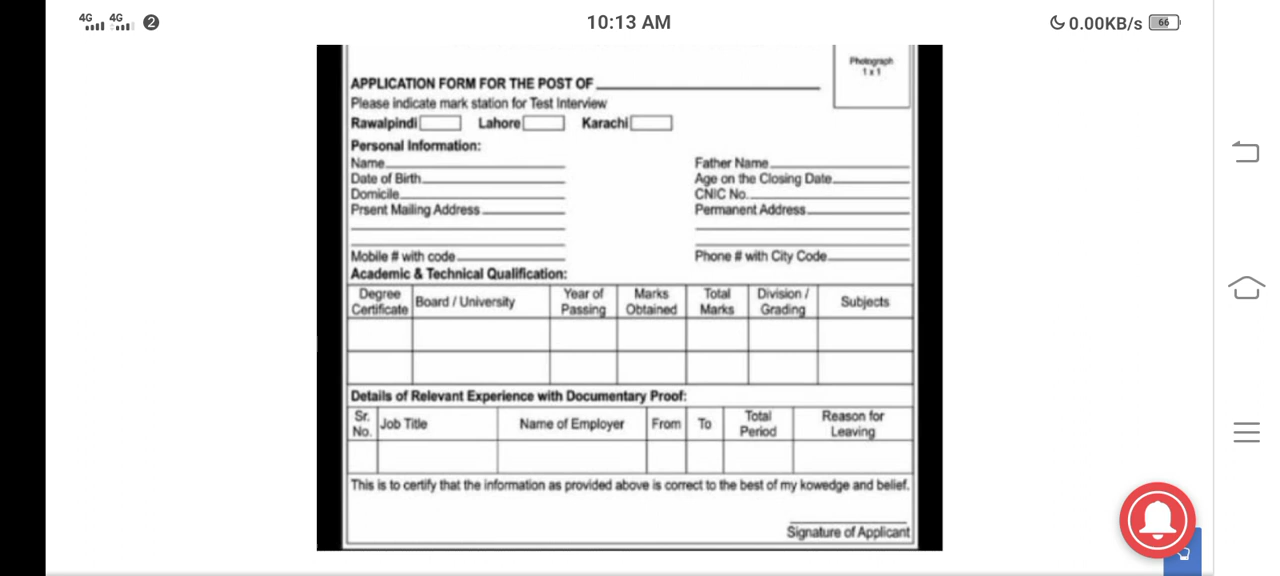 4G 4G 2 10:13 AM 0.00KB/s 66
Photograph
1 x 1
APPLICATION FORM FOR THE POST OF
Please indicate mark station for Test Interview
Rawalpindi Lahore Karachi
Personal Information:
Name Father Name
Date of Birth Age on the Closing Date
Domicile CNIC No.
Prsent Mailing Address Permanent Address
Mobile # with code Phone # with City Code
Academic & Technical Qualification:
Degree Certificate Board / University Year of Passing Marks Obtained Total Marks Division / Grading Subjects
Details of Relevant Experience with Documentary Proof:
Sr. No. Job Title Name of Employer From To Total Period Reason for Leaving
This is to certify that the information as provided above is correct to the best of my kowedge and belief.
Signature of Applicant